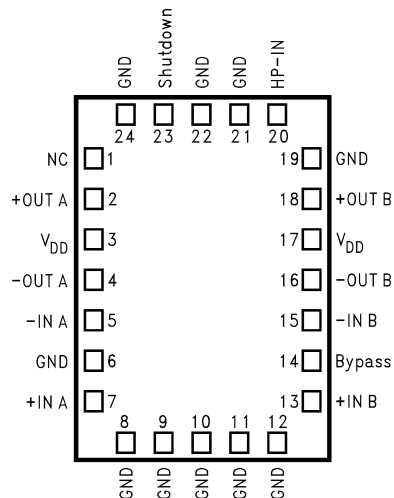 GND Shutdown GND GND HP-IN
24 23 22 21 20
NC 1 19 GND
+OUT A 2 18 +OUT B
VDD 3 17 VDD
-OUT A 4 16 -OUT B
-IN A 5 15 -IN B
GND 6 14 Bypass
+IN A 7 13 +IN B
8 9 10 11 12
GND GND GND GND GND